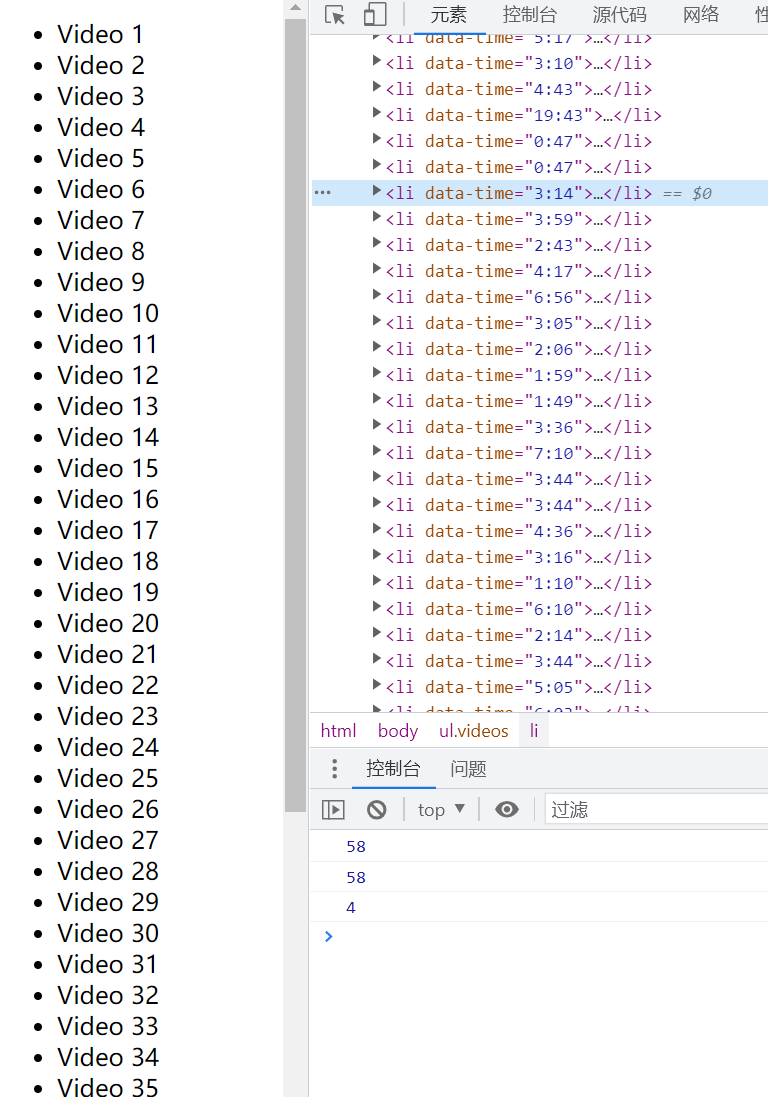 Video 1
Video 2
Video 3
Video 4
Video 5
Video 6
Video 7
Video 8
Video 9
Video 10
Video 11
Video 12
Video 13
Video 14
Video 15
Video 16
Video 17
Video 18
Video 19
Video 20
Video 21
Video 22
Video 23
Video 24
Video 25
Video 26
Video 27
Video 28
Video 29
Video 30
Video 31
Video 32
Video 33
Video 34
Video 35
元素 控制台 源代码 网络 性
<li data-time="5:17">…</li>
<li data-time="3:10">…</li>
<li data-time="4:43">…</li>
<li data-time="19:43">…</li>
<li data-time="0:47">…</li>
<li data-time="0:47">…</li>
<li data-time="3:14">…</li> == $0
<li data-time="3:59">…</li>
<li data-time="2:43">…</li>
<li data-time="4:17">…</li>
<li data-time="6:56">…</li>
<li data-time="3:05">…</li>
<li data-time="2:06">…</li>
<li data-time="1:59">…</li>
<li data-time="1:49">…</li>
<li data-time="3:36">…</li>
<li data-time="7:10">…</li>
<li data-time="3:44">…</li>
<li data-time="3:44">…</li>
<li data-time="4:36">…</li>
<li data-time="3:16">…</li>
<li data-time="1:10">…</li>
<li data-time="6:10">…</li>
<li data-time="2:14">…</li>
<li data-time="3:44">…</li>
<li data-time="5:05">…</li>
<li data-time="6:03">…</li>
html body ul.videos li
控制台 问题
top 过滤
58
58
4